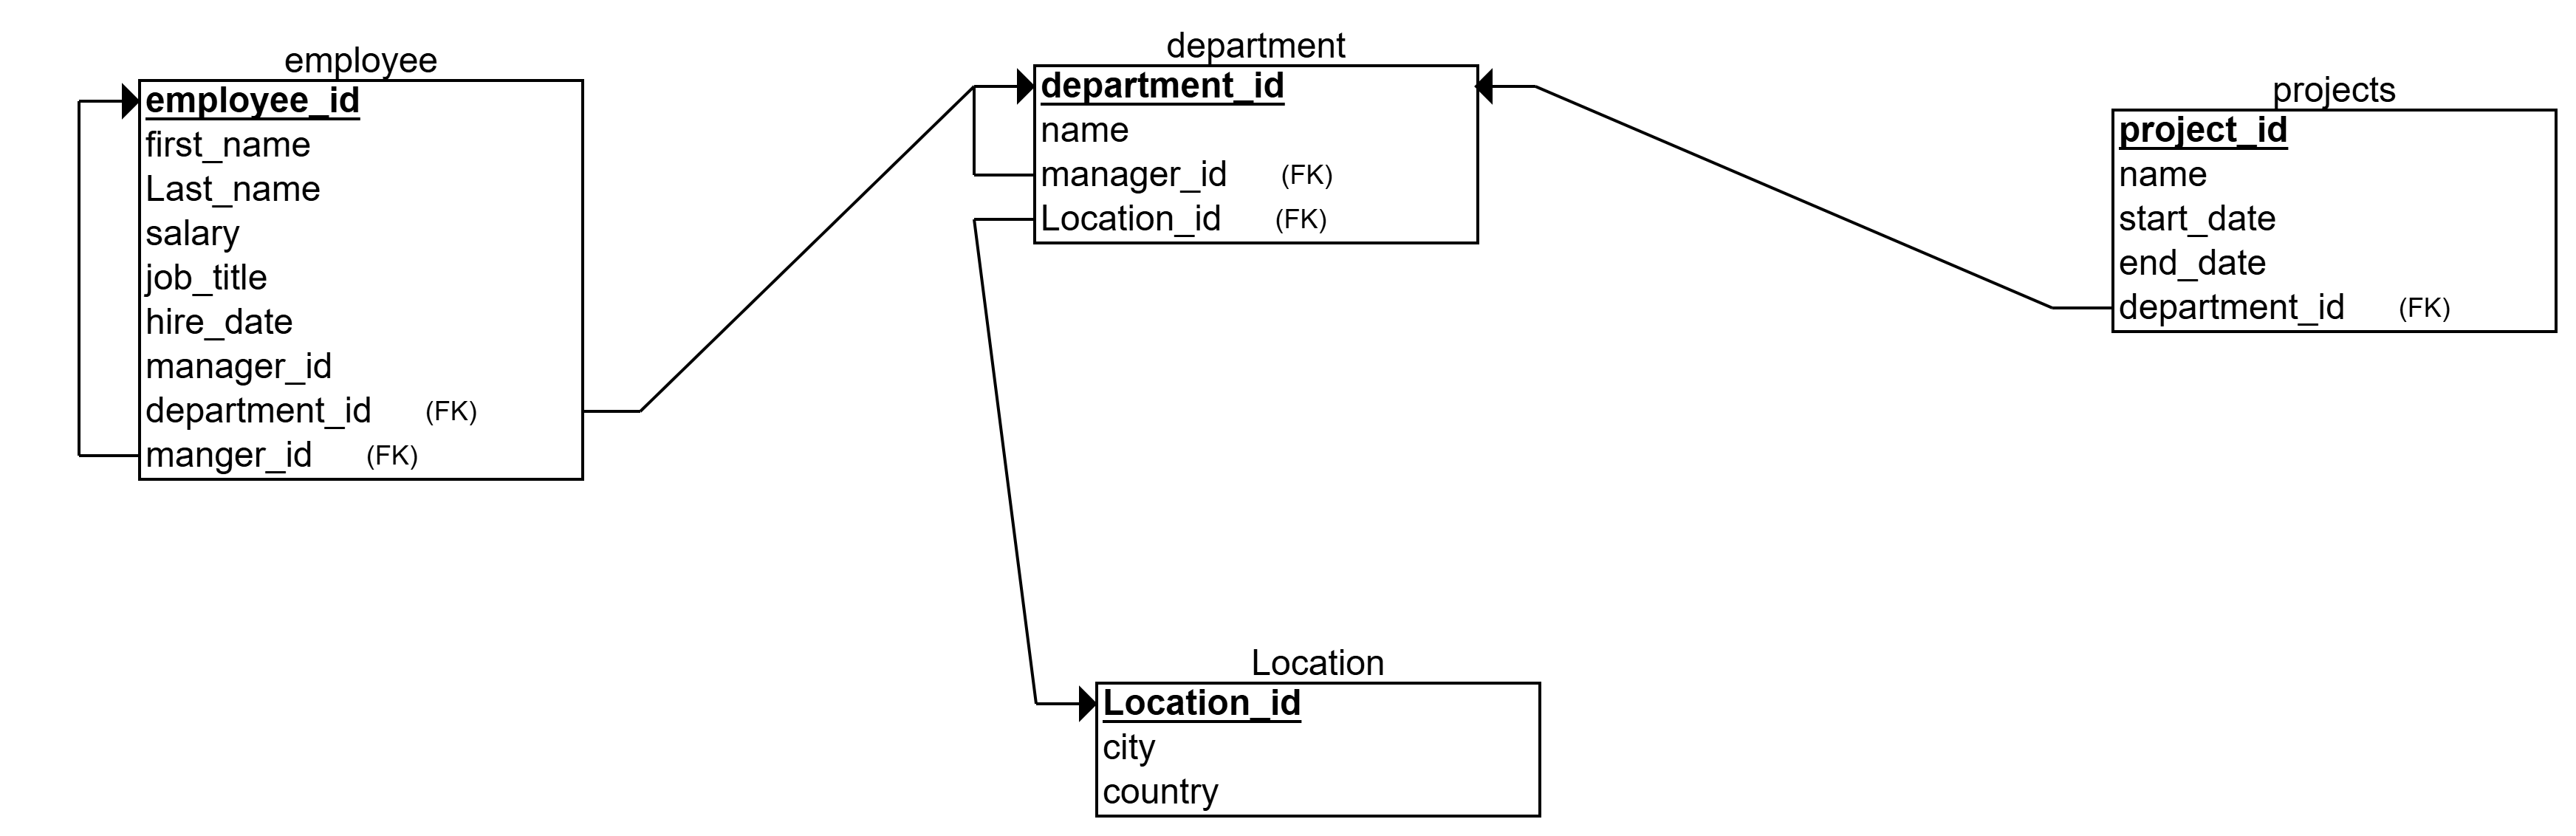 employee
employee_id
first_name
Last_name
salary
job_title
hire_date
manager_id
department_id (FK)
manger_id (FK)
department
department_id
name
manager_id (FK)
Location_id (FK)
projects
project_id
name
start_date
end_date
department_id (FK)
Location
Location_id
city
country